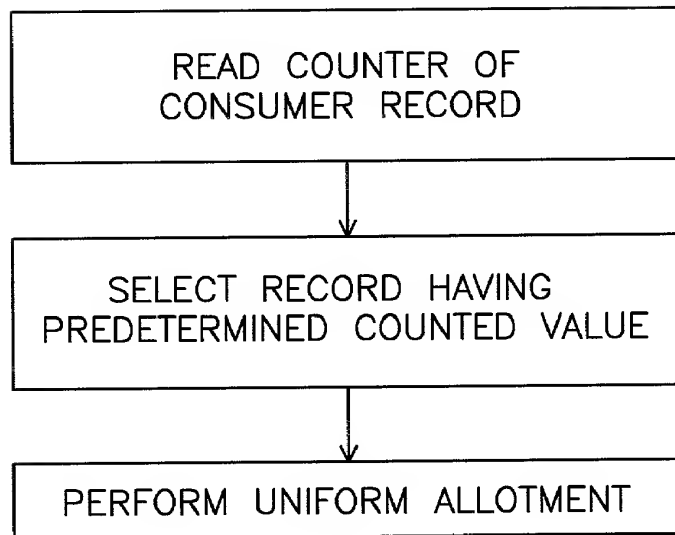 READ COUNTER OF
CONSUMER RECORD
SELECT RECORD HAVING
PREDETERMINED COUNTED VALUE
PERFORM UNIFORM ALLOTMENT